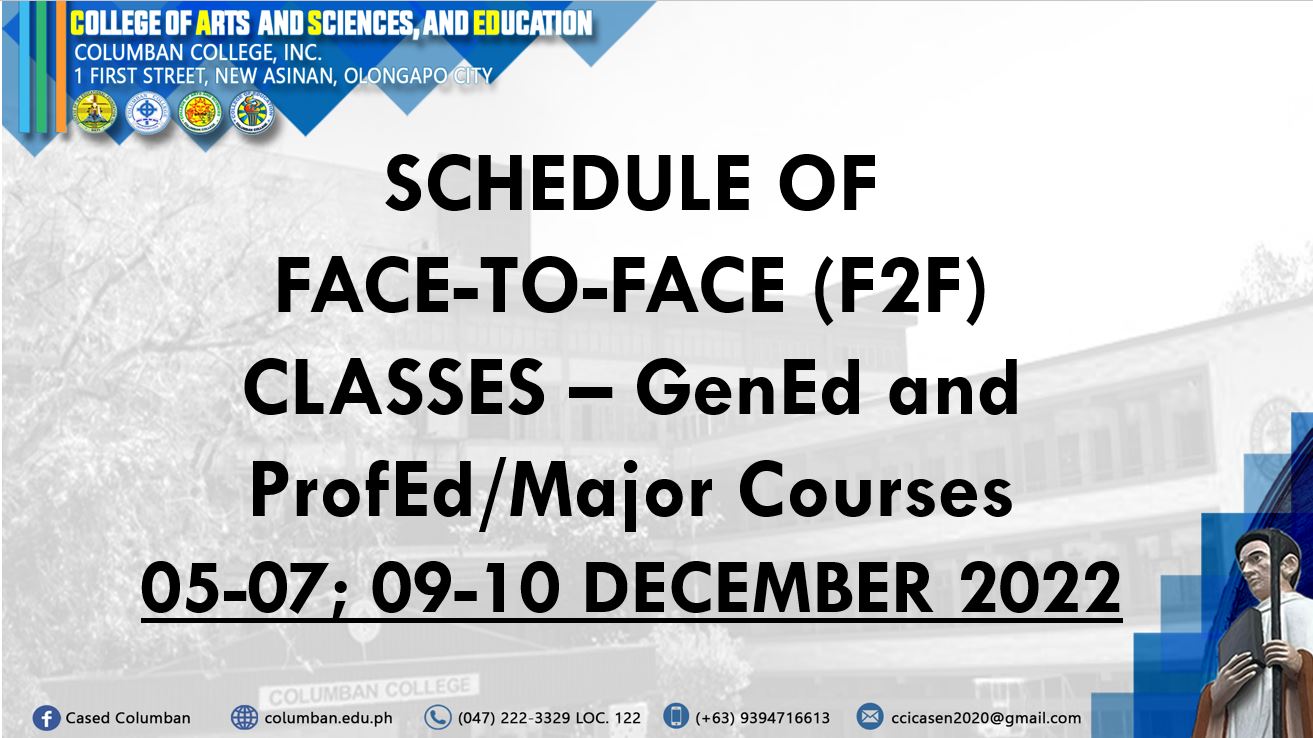 COLLEGE OF ARTS AND SCIENCES, AND EDUCATION
COLUMBAN COLLEGE, INC.
1 FIRST STREET, NEW ASINAN, OLONGAPO CITY
SCHEDULE OF
FACE-TO-FACE (F2F)
CLASSES – GenEd and
ProfEd/Major Courses
05-07; 09-10 DECEMBER 2022
COLUMBAN COLLEGE
Cased Columban
columban.edu.ph
(047) 222-3329 LOC. 122
(+63) 9394716613
ccicasen2020@gmail.com